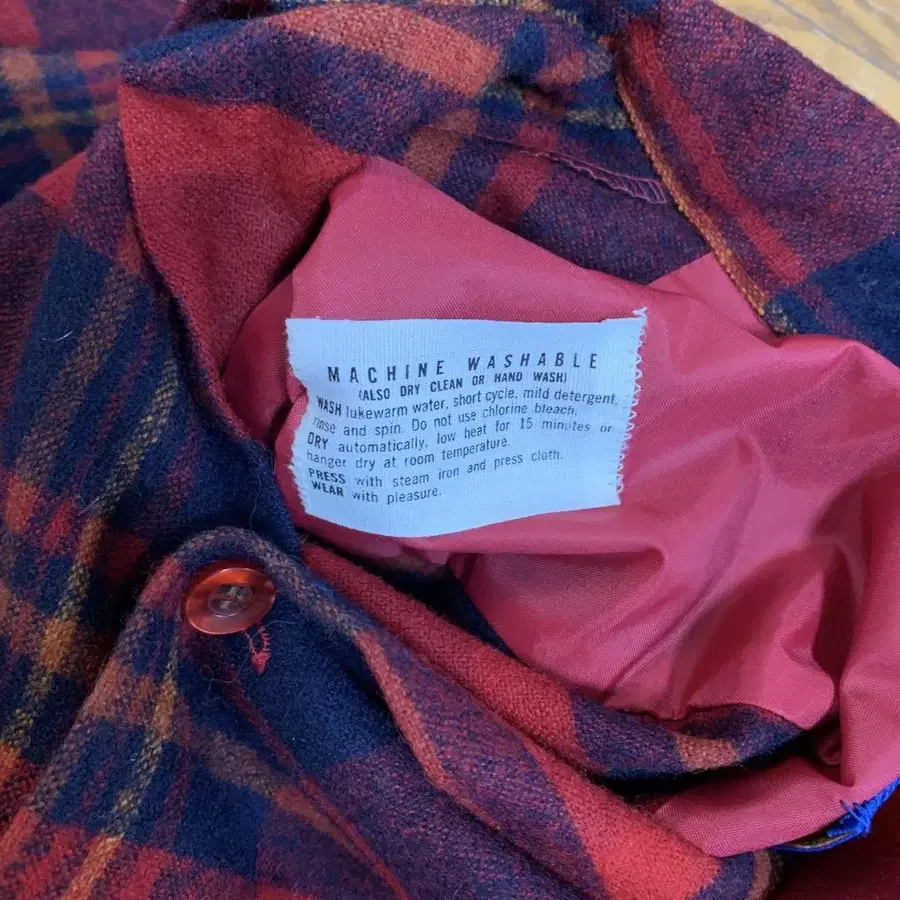 MACHINE WASHABLE
(ALSO DRY CLEAN OR HAND WASH)
WASH lukewarm water, short cycle, mild detergent,
rinse and spin. Do not use chlorine bleach.
DRY automatically, low heat for 15 minutes or
hanger dry at room temperature.
PRESS with steam iron and press cloth.
WEAR with pleasure.